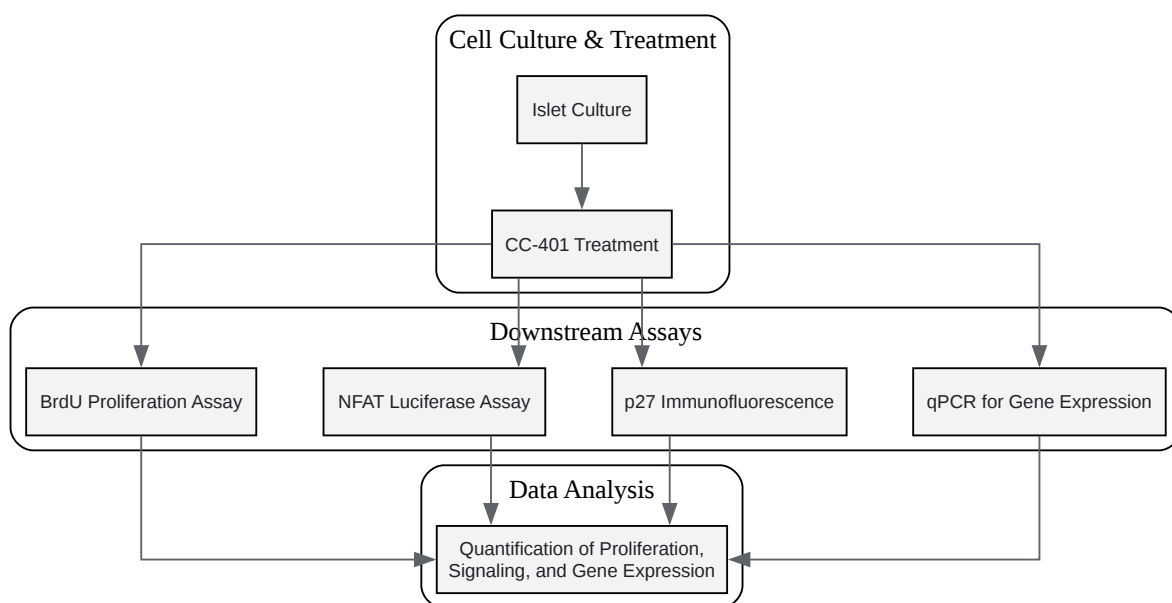 Cell Culture & Treatment
Islet Culture
CC-401 Treatment
Downstream Assays
BrdU Proliferation Assay
NFAT Luciferase Assay
p27 Immunofluorescence
qPCR for Gene Expression
Data Analysis
Quantification of Proliferation,
Signaling, and Gene Expression